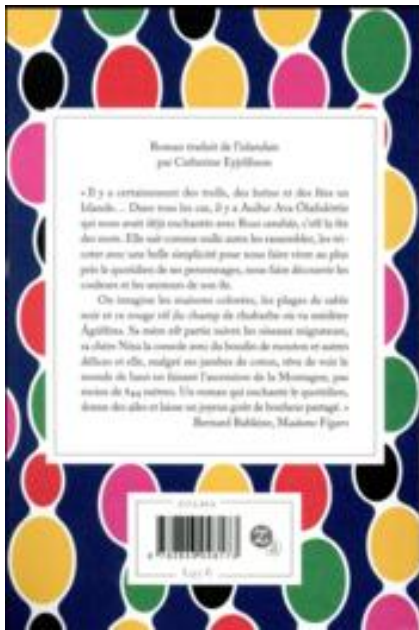 Roman traduit de l'islandais
par Catherine Eyjólfsson
« Il y a certainement des trolls, des lutins et des fées en
Islande… Dans tous les cas, il y a Auður Ava Ólafsdóttir
qui nous avait déjà enchantés avec Rosa candida, c'est la fée
des mots. Elle sait comme nulle autre les rassembler, les tri-
coter avec une belle simplicité pour nous faire vivre au plus
près le quotidien de ses personnages, nous faire découvrir les
couleurs et les senteurs de son île.
On imagine les maisons colorées, les plages de sable
noir et ce rouge vif du champ de rhubarbe où va méditer
Ágústína. Sa mère est partie suivre les oiseaux migrateurs,
sa chère Nína la console avec du boudin de mouton et autres
délices et elle, malgré ses jambes de coton, rêve de voir le
monde de haut en faisant l'ascension de la Montagne, pas
moins de 844 mètres. Un roman qui enchante le quotidien,
donne des ailes et laisse un joyeux goût de bonheur partagé. »
Bernard Babkine, Madame Figaro